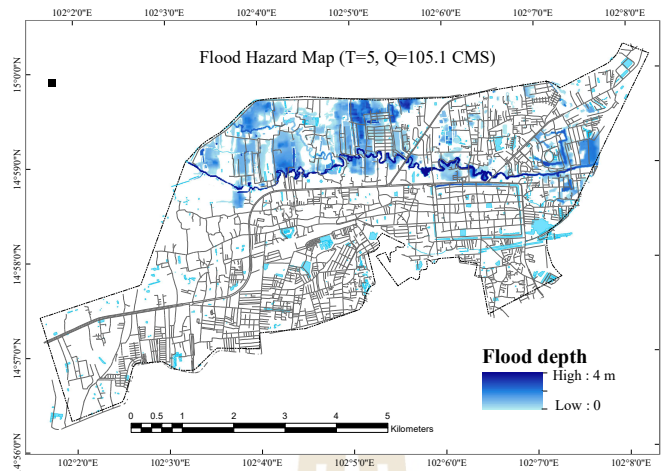 102°2'0"E 102°3'0"E 102°4'0"E 102°5'0"E 102°6'0"E 102°7'0"E 102°8'0"E
Flood Hazard Map (T=5, Q=105.1 CMS)
15°0'0"N
14°59'0"N
14°58'0"N
14°57'0"N
4°56'0"N
Flood depth
High : 4 m
Low : 0
0 0.5 1 2 3 4 5
Kilometers
102°2'0"E 102°3'0"E 102°4'0"E 102°5'0"E 102°6'0"E 102°7'0"E 102°8'0"E